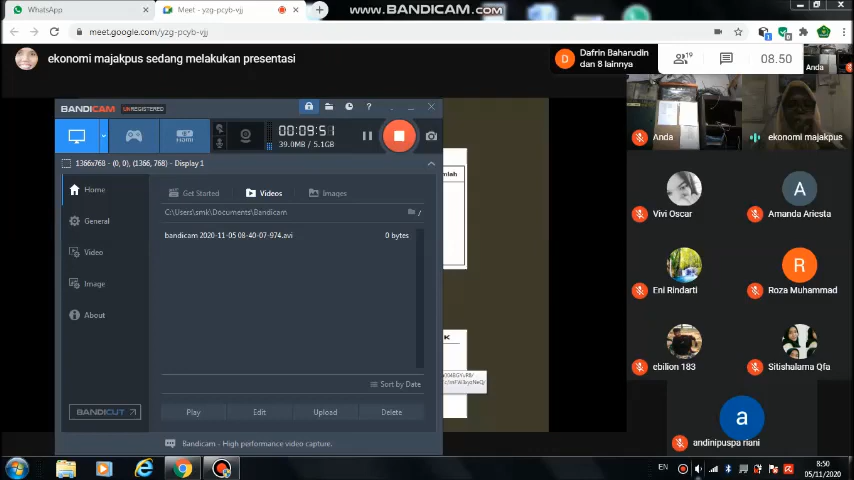 WhatsApp
Meet - yzg-pcyb-vjj
WWW.BANDICAM.COM
meet.google.com/yzg-pcyb-vjj
ekonomi majakpus sedang melakukan presentasi
D
Dafrin Baharudin
dan 8 lainnya
19
08.50
Anda
BANDICAM
UNREGISTERED
00:09:51
39.0MB / 5.1GB
HDMI
1366x768 - (0, 0), (1366, 768) - Display 1
Home
General
Video
Image
About
Get Started
Videos
Images
C:\Users\smk\Documents\Bandicam
bandicam 2020-11-05 08-40-07-974.avi
0 bytes
Sort by Date
BANDICUT
Play
Edit
Upload
Delete
Bandicam - High performance video capture.
mlah
K
Anda
ekonomi majakpus
Vivi Oscar
A
Amanda Ariesta
Eni Rindarti
R
Roza Muhammad
ebilion 183
Sitishalama Qfa
a
andinipuspa riani
EN
8:50
05/11/2020